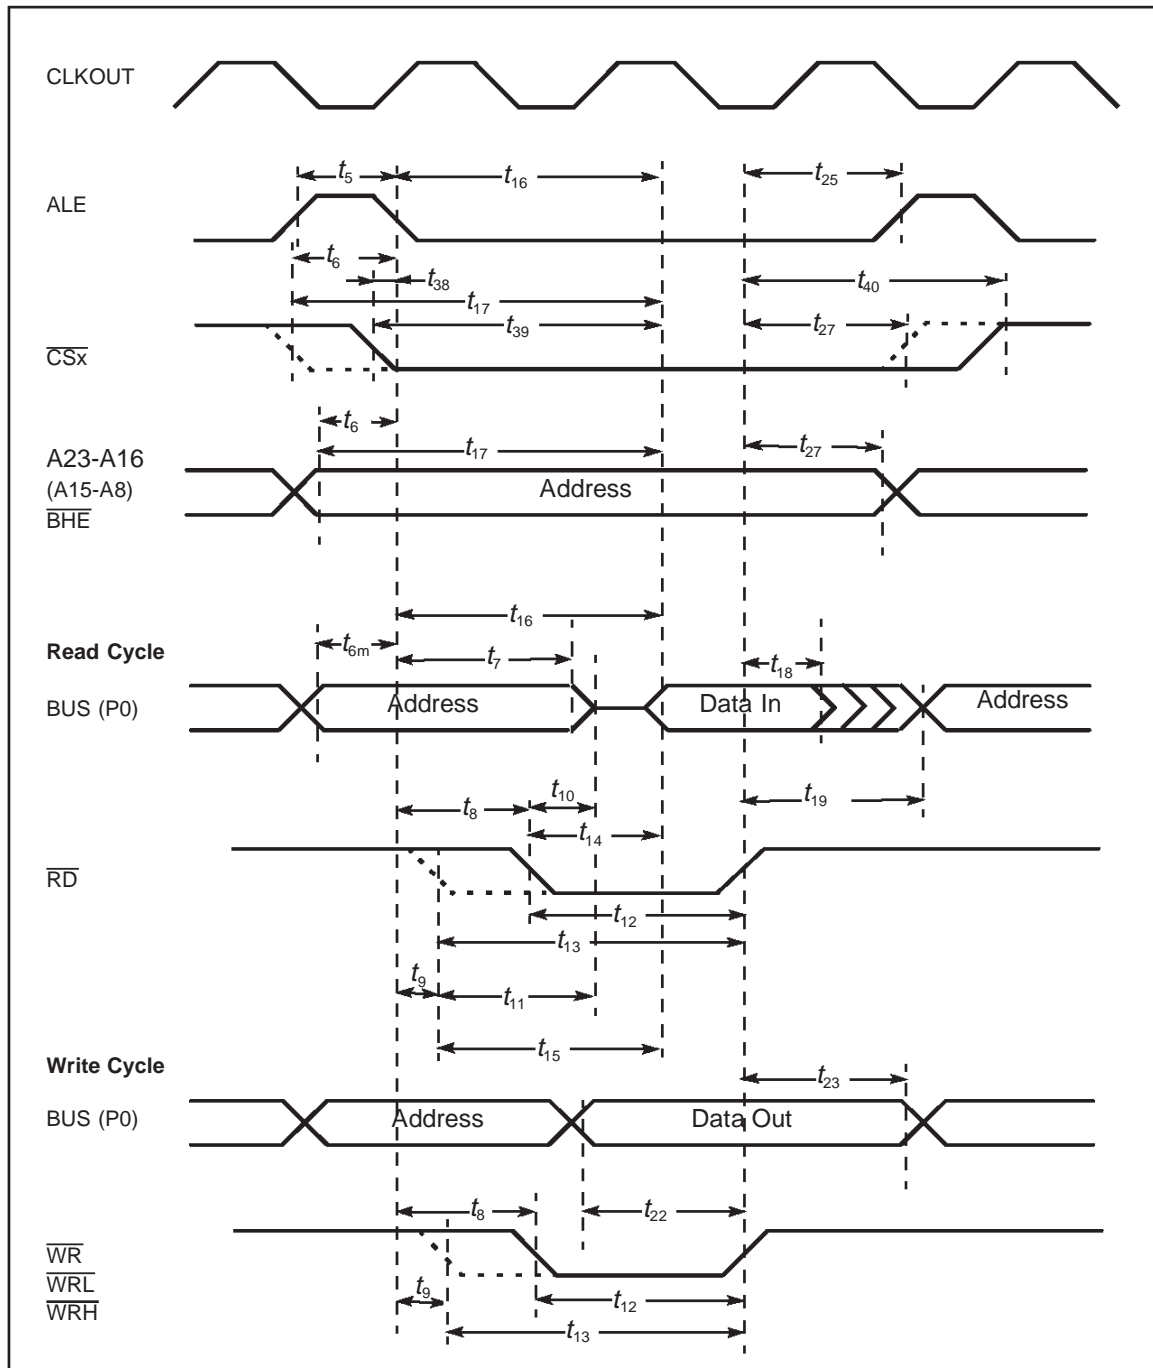 CLKOUT
t5
t16
t25
ALE
t6
t38
t40
t17
t39
t27
CSx
t6
t17
t27
A23-A16
(A15-A8)
Address
BHE
t16
Read Cycle
t6m
t7
t18
BUS (P0)
Address
Data In
Address
t10
t8
t19
t14
RD
t12
t13
t9
t11
t15
Write Cycle
t23
BUS (P0)
Address
Data Out
t8
t22
WR
WRL
t9
t12
WRH
t13